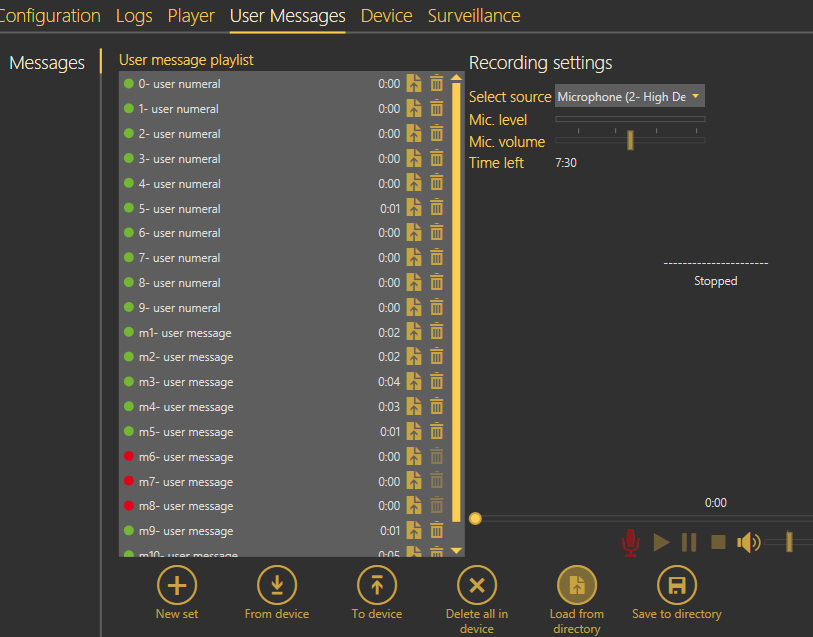 Configuration Logs Player User Messages Device Surveillance
Messages
User message playlist
0- user numeral 0:00
1- user numeral 0:00
2- user numeral 0:00
3- user numeral 0:00
4- user numeral 0:00
5- user numeral 0:01
6- user numeral 0:00
7- user numeral 0:00
8- user numeral 0:00
9- user numeral 0:00
m1- user message 0:02
m2- user message 0:02
m3- user message 0:04
m4- user message 0:03
m5- user message 0:01
m6- user message 0:00
m7- user message 0:00
m8- user message 0:00
m9- user message 0:01
m10- user message 0:05
Recording settings
Select source Microphone (2- High De
Mic. level
Mic. volume
Time left 7:30
----------------------
Stopped
0:00
New set
From device
To device
Delete all in
device
Load from
directory
Save to directory